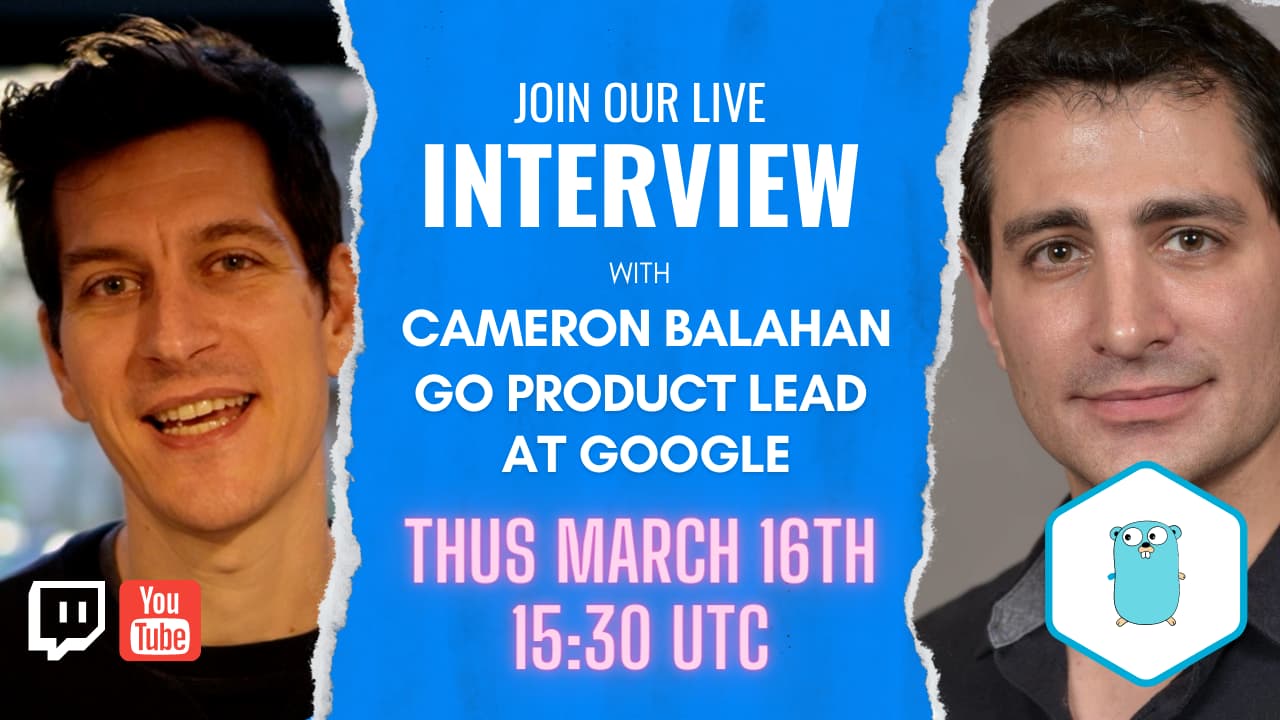 JOIN OUR LIVE
INTERVIEW
WITH
CAMERON BALAHAN
GO PRODUCT LEAD
AT GOOGLE
THUS MARCH 16TH
15:30 UTC
You
Tube